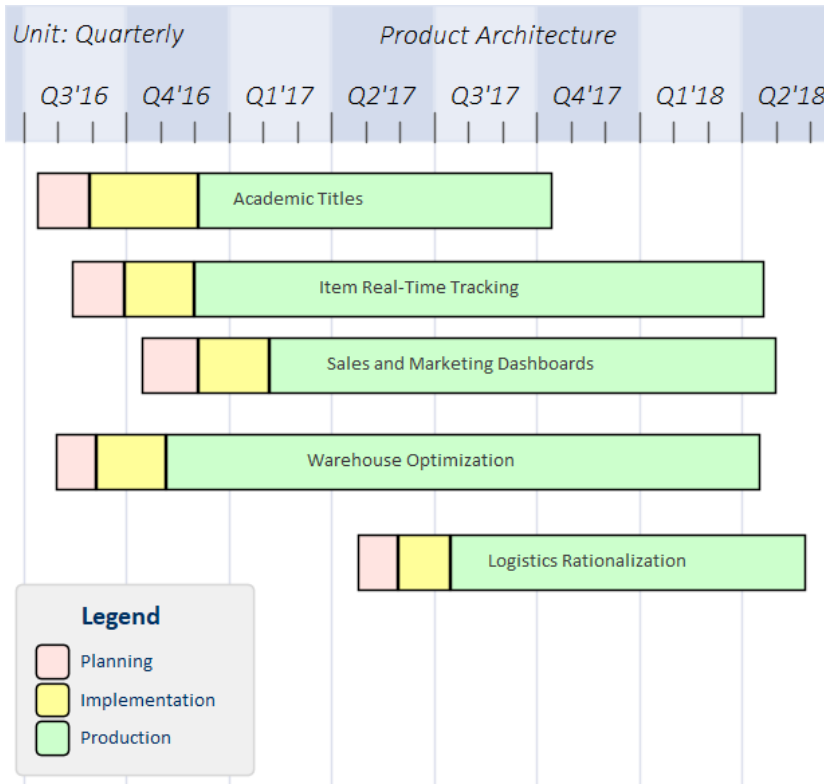 Unit: Quarterly
Product Architecture
Q3'16 Q4'16 Q1'17 Q2'17 Q3'17 Q4'17 Q1'18 Q2'18
Academic Titles
Item Real-Time Tracking
Sales and Marketing Dashboards
Warehouse Optimization
Logistics Rationalization
Legend
Planning
Implementation
Production